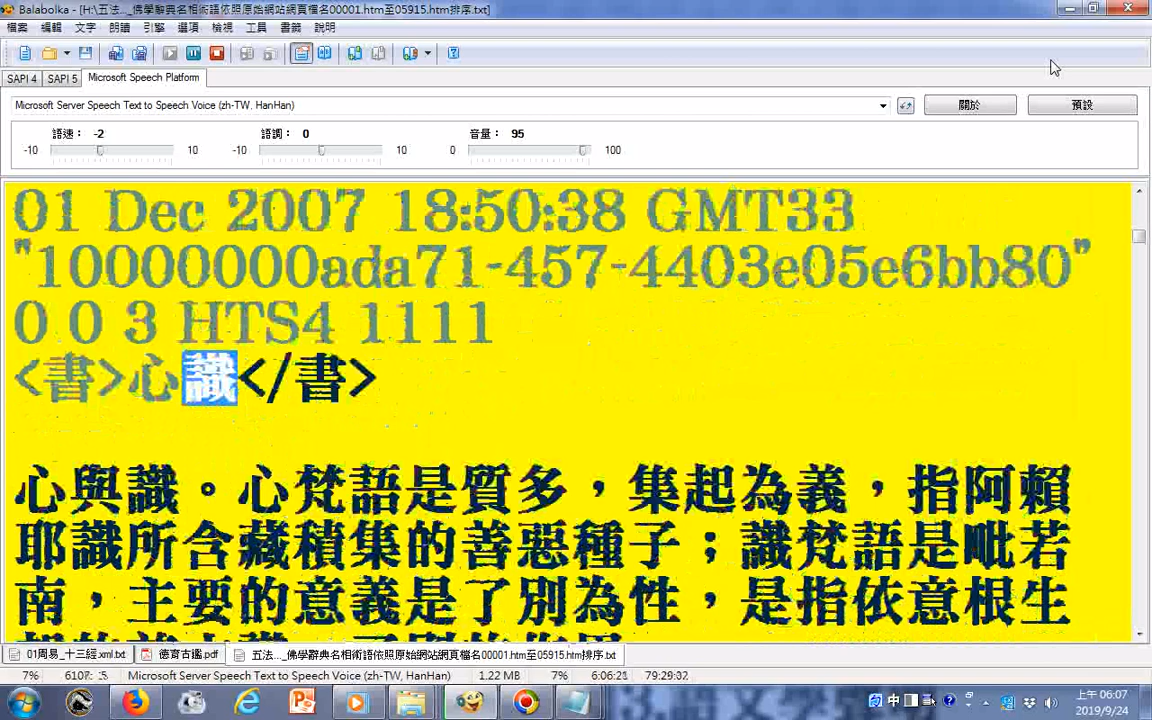 Balabolka - [H:\五法..._佛學辭典名相術語依照原始網站網頁檔名00001.htm至05915.htm排序.txt]
檔案 編輯 文字 朗讀 引擎 選項 檢視 工具 書籤 說明
SAPI 4 SAPI 5 Microsoft Speech Platform
Microsoft Server Speech Text to Speech Voice (zh-TW, HanHan) 關於 預設
語速： -2 語調： 0 音量： 95
-10 10 -10 10 0 100
01 Dec 2007 18:50:38 GMT33
"10000000ada71-457-4403e05e6bb80"
0 0 3 HTS4 1111
<書>心識</書>
心與識。心梵語是質多，集起為義，指阿賴
耶識所含藏積集的善惡種子；識梵語是毗若
南，主要的意義是了別為性，是指依意根生
01周易_十三經.xml.txt 德育古鑑.pdf 五法..._佛學辭典名相術語依照原始網站網頁檔名00001.htm至05915.htm排序.txt
7% Microsoft Server Speech Text to Speech Voice (zh-TW, HanHan) 1.22 MB 7% 6:06:21 79:29:02
中 上午 06:07
2019/9/24